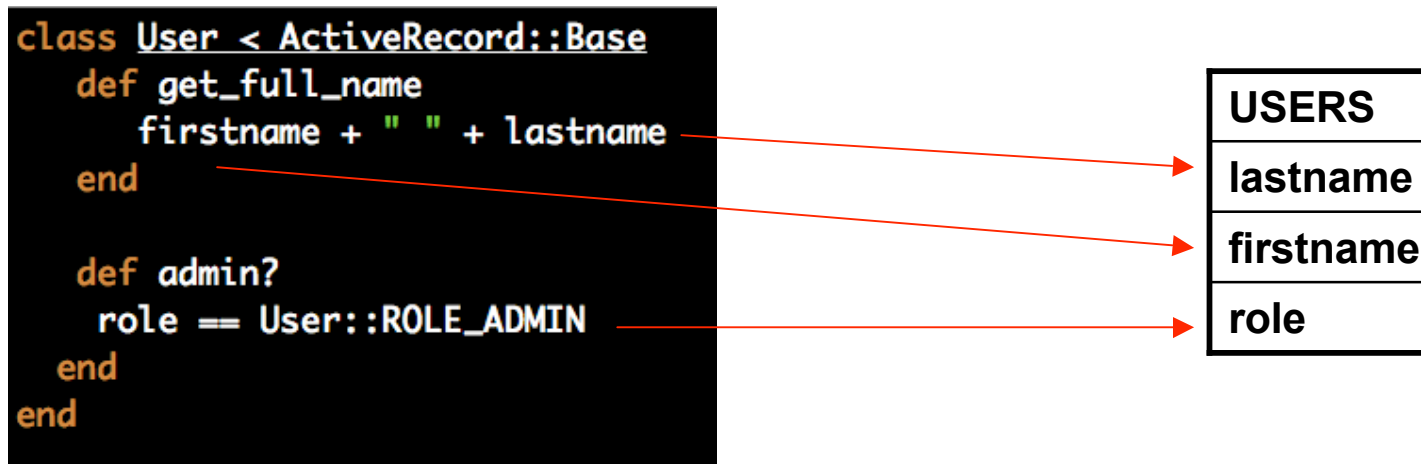 class User < ActiveRecord::Base
def get_full_name
firstname + " " + lastname
end
def admin?
role == User::ROLE_ADMIN
end
end
USERS
lastname
firstname
role